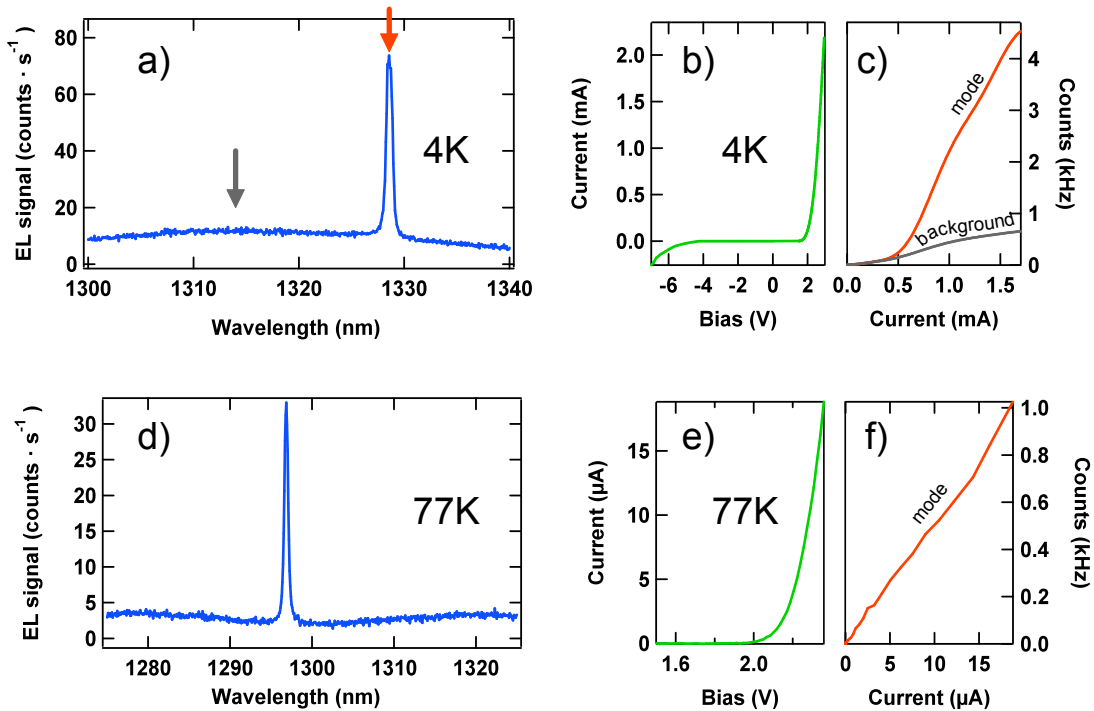 a)
4K
EL signal (counts · s⁻¹)
80
60
40
20
0
1300
1310
1320
1330
1340
Wavelength (nm)
b)
4K
Current (mA)
2.0
1.5
1.0
0.5
0.0
-6
-4
-2
0
2
Bias (V)
c)
mode
background
Counts (kHz)
4
3
2
1
0
0.0
0.5
1.0
1.5
Current (mA)
d)
77K
EL signal (counts · s⁻¹)
30
25
20
15
10
5
0
1280
1290
1300
1310
1320
Wavelength (nm)
e)
77K
Current (µA)
15
10
5
0
1.6
2.0
Bias (V)
f)
mode
Counts (kHz)
1.0
0.8
0.6
0.4
0.2
0.0
0
5
10
15
Current (µA)